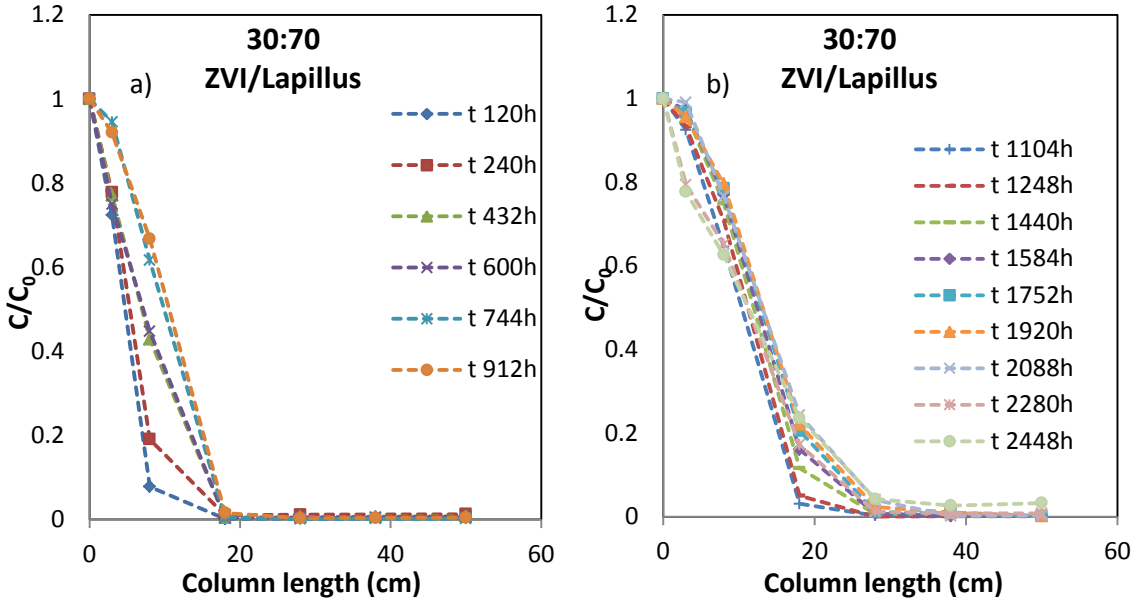 30:70
ZVI/Lapillus
a)
C/C0
1.2
1
0.8
0.6
0.4
0.2
0
0 20 40 60
Column length (cm)
t 120h
t 240h
t 432h
t 600h
t 744h
t 912h
30:70
ZVI/Lapillus
b)
C/C0
1.2
1
0.8
0.6
0.4
0.2
0
0 20 40 60
Column length (cm)
t 1104h
t 1248h
t 1440h
t 1584h
t 1752h
t 1920h
t 2088h
t 2280h
t 2448h